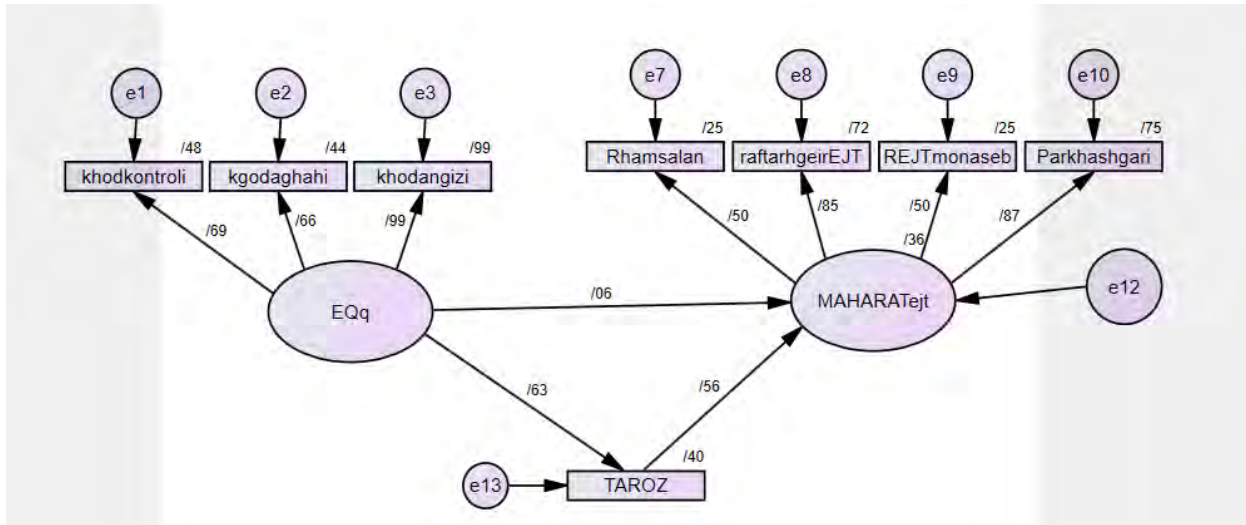 e1
e2
e3
e7
e8
e9
e10
/48
/44
/99
/25
/72
/25
/75
khodkontroli
kgodaghahi
khodangizi
Rhamsalan
raftarhgeirEJT
REJTmonaseb
Parkhashgari
/69
/66
/99
/50
/85
/50
/87
/36
EQq
/06
MAHARATejt
e12
/63
/56
/40
e13
TAROZ